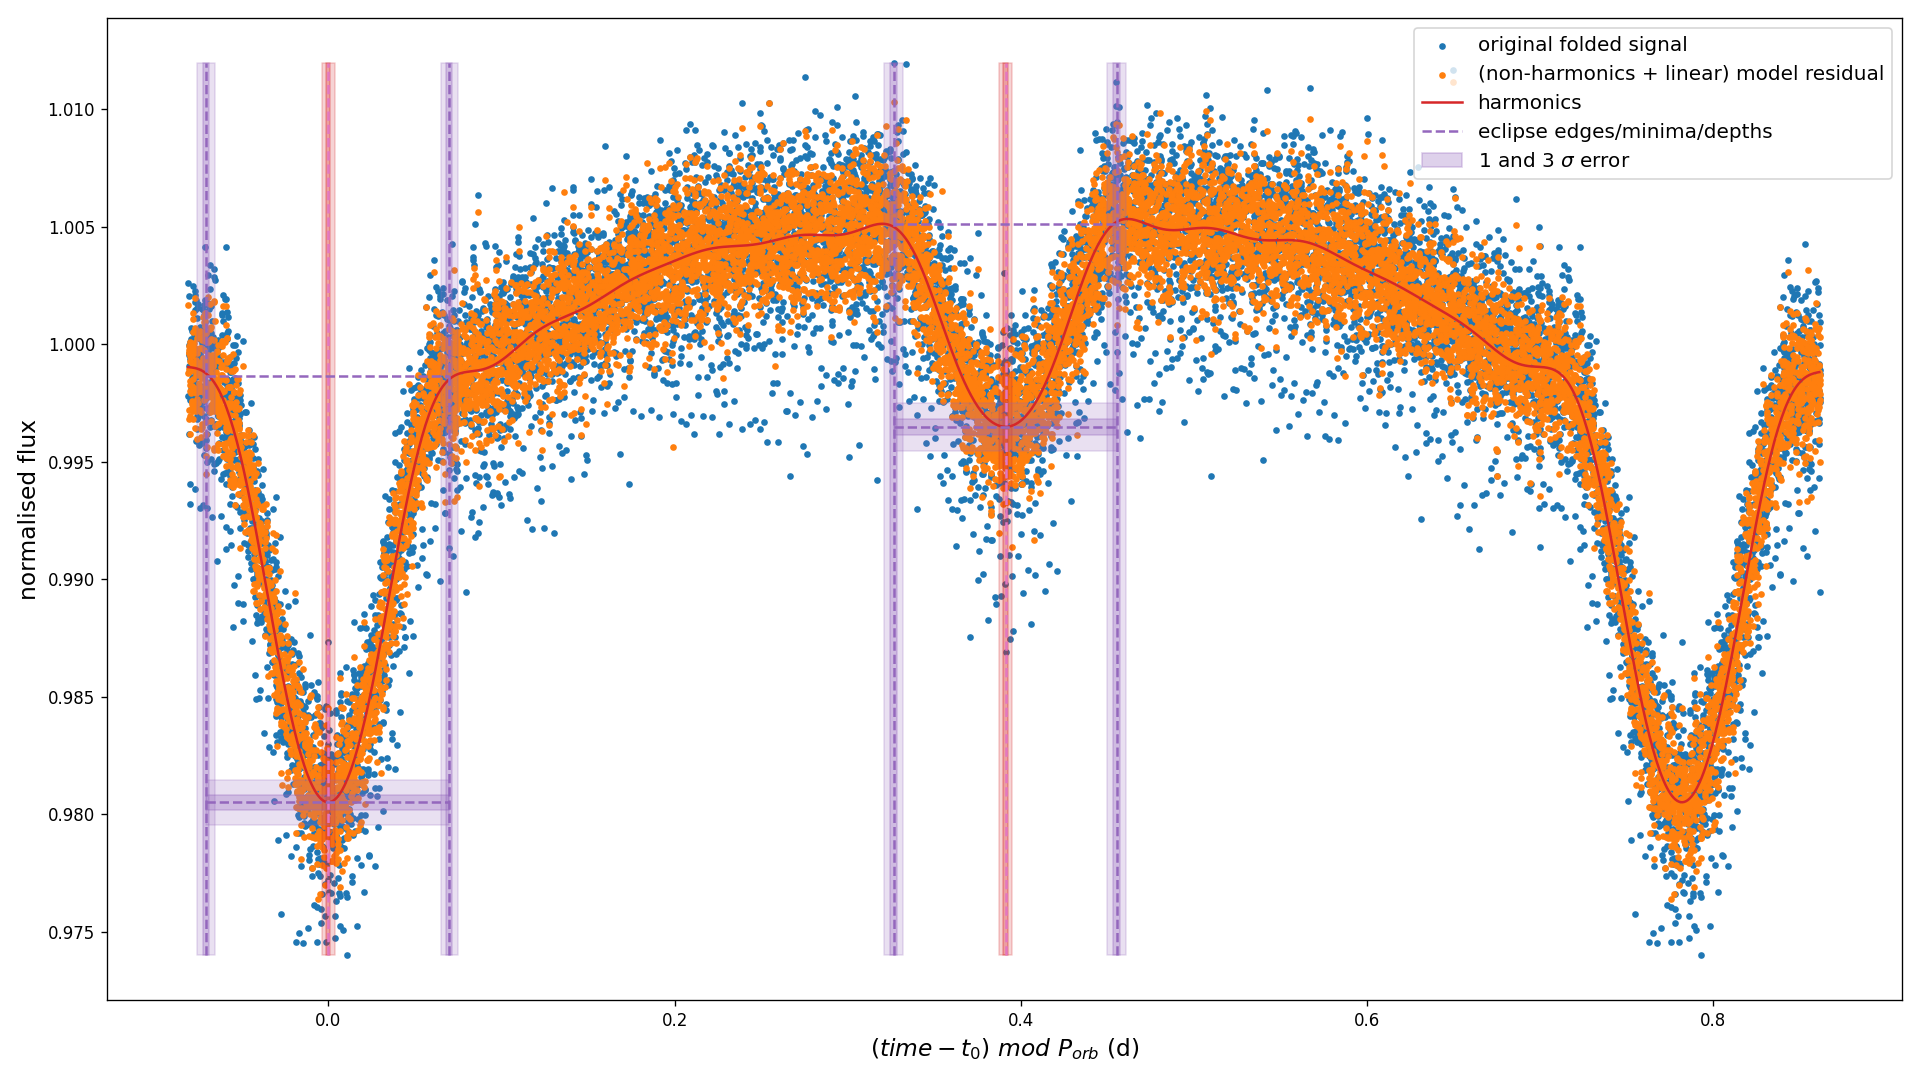 original folded signal
(non-harmonics + linear) model residual
harmonics
eclipse edges/minima/depths
1 and 3 σ error
normalised flux
1.010
1.005
1.000
0.995
0.990
0.985
0.980
0.975
0.0 0.2 0.4 0.6 0.8
(time − t₀) mod Pₒᵣ♭ (d)